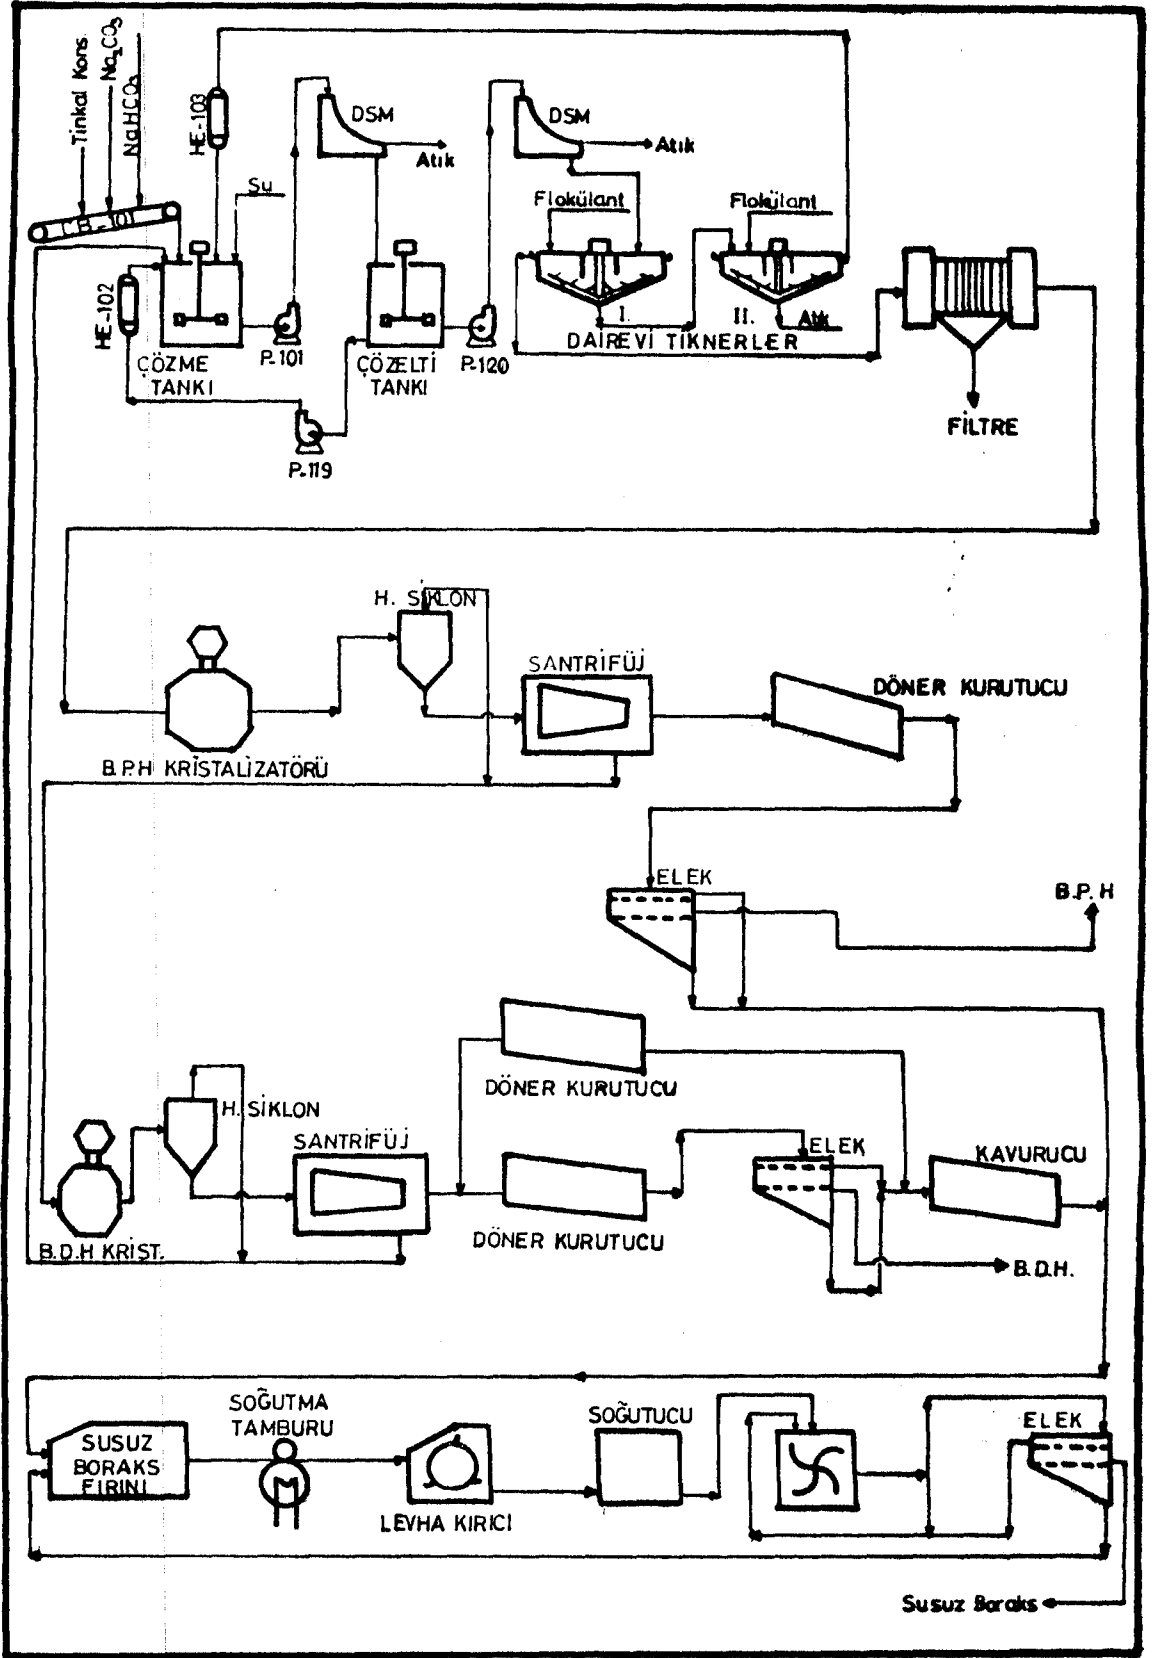 Tinkal Kons.
Na2CO3
NaHCO3
HE-103
DSM
Atık
DSM
Atık
Su
CB-101
Flokülant
Flokülant
HE-102
I.
II.
Atık
DAİREVİ TİKNERLER
P-101
P-120
ÇÖZME
TANKI
ÇÖZELTİ
TANKI
FİLTRE
P-119
H. SİKLON
SANTRİFÜJ
DÖNER KURUTUCU
B.P.H KRİSTALİZATÖRÜ
ELEK
B.P.H
DÖNER KURUTUCU
H. SİKLON
SANTRİFÜJ
ELEK
KAVURUCU
DÖNER KURUTUCU
B.D.H KRİST.
B.D.H.
SOĞUTMA
TAMBURU
SOĞUTUCU
ELEK
SUSUZ
BORAKS
FIRINI
LEVHA KIRICI
Susuz Boraks